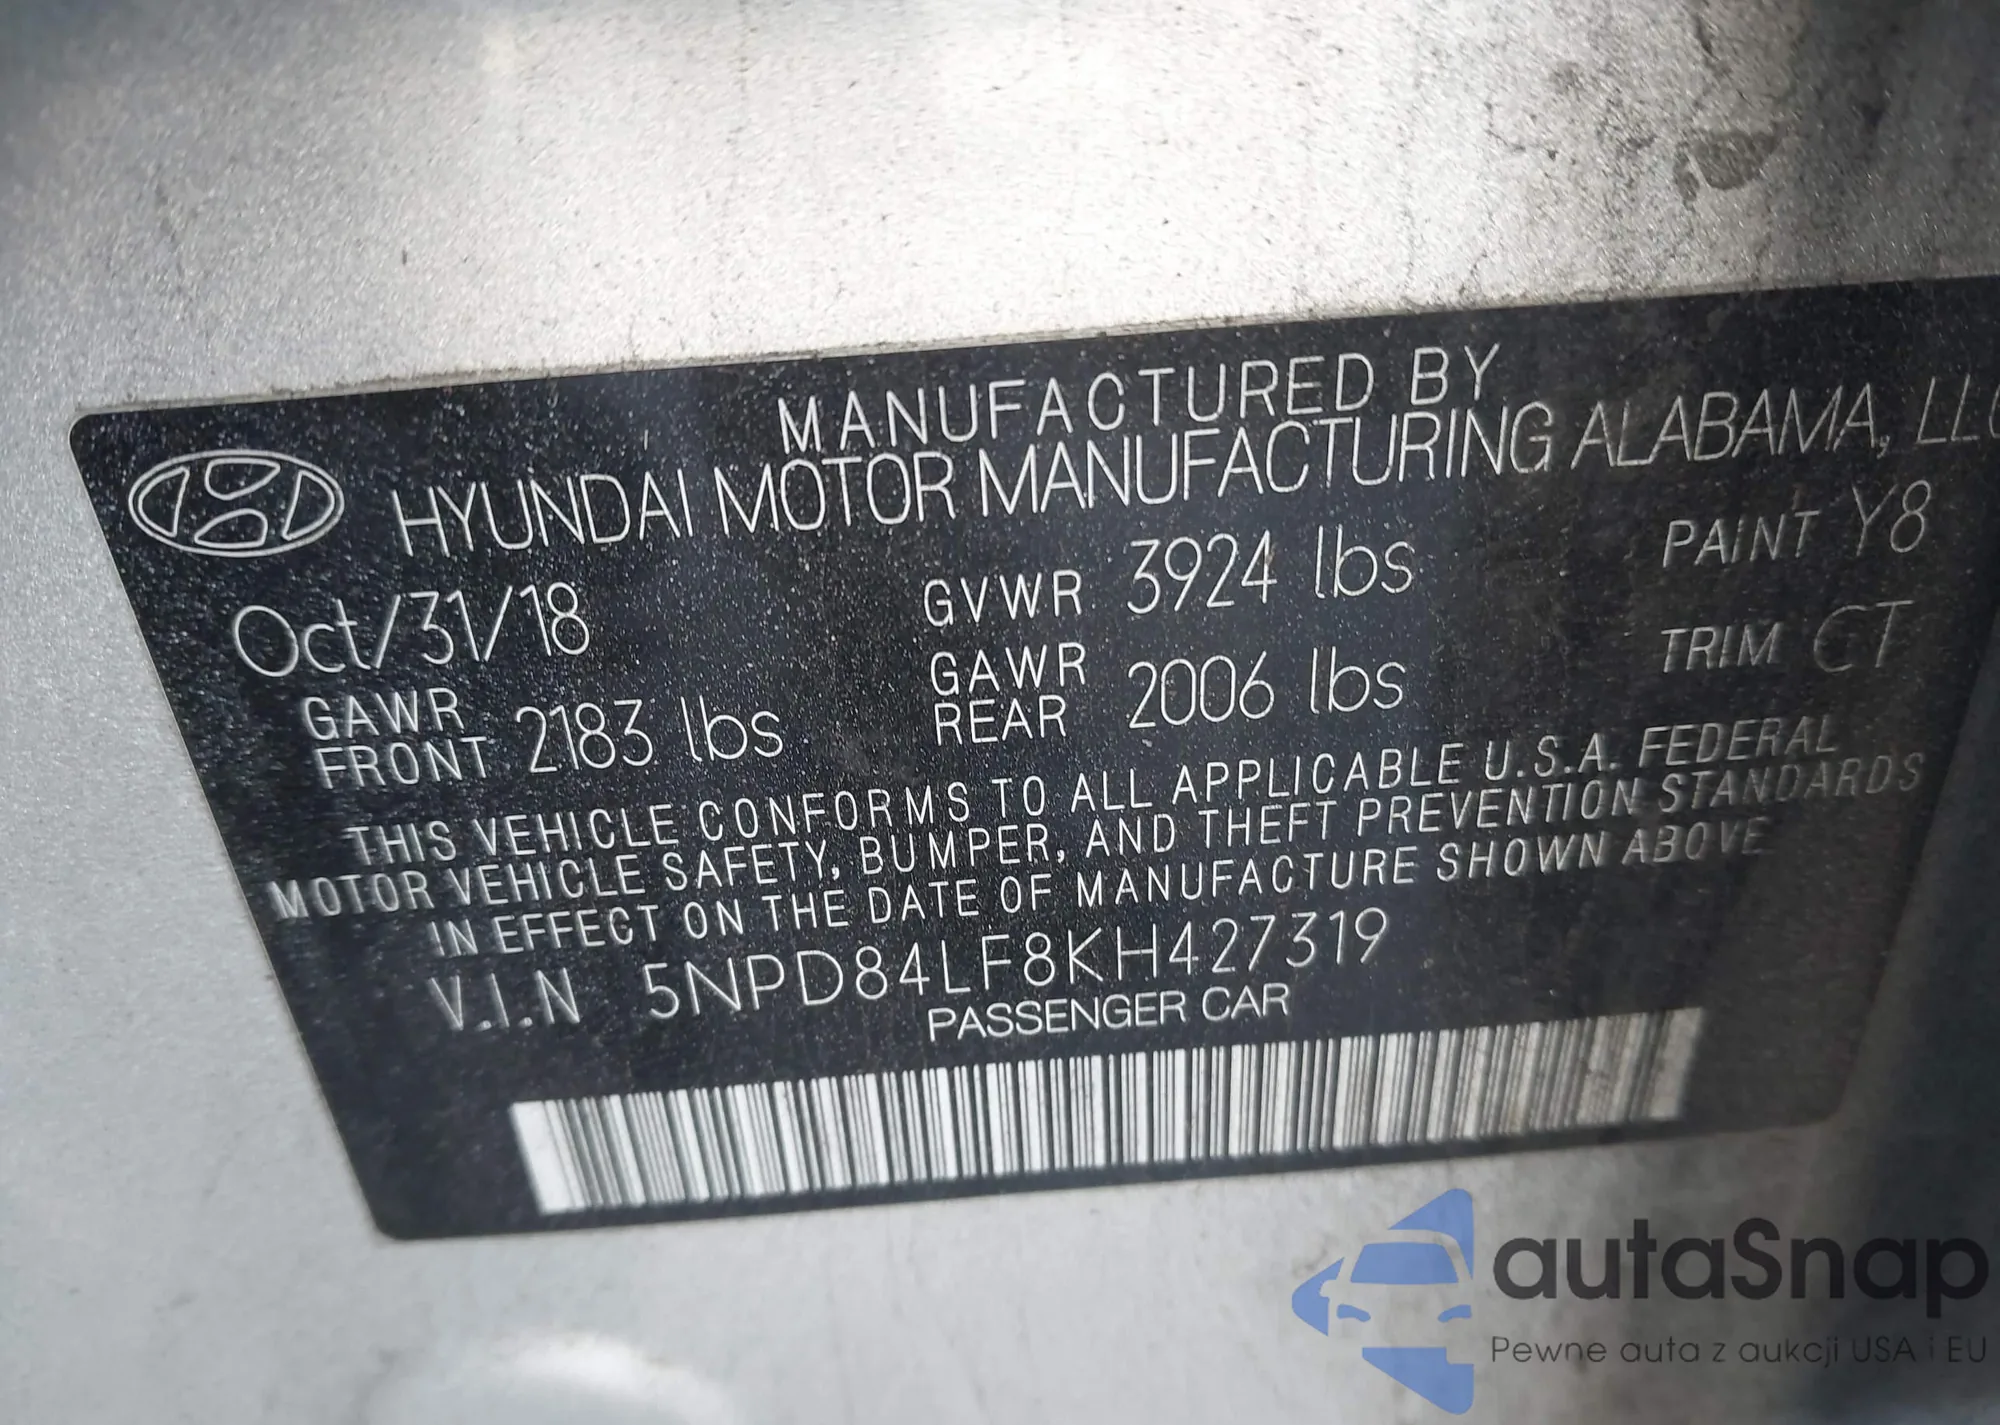 MANUFACTURED BY
HYUNDAI MOTOR MANUFACTURING ALABAMA, LLC
Oct/31/18 GVWR 3924 lbs PAINT Y8
GAWR FRONT 2183 lbs GAWR REAR 2006 lbs TRIM CT
THIS VEHICLE CONFORMS TO ALL APPLICABLE U.S.A. FEDERAL
MOTOR VEHICLE SAFETY, BUMPER, AND THEFT PREVENTION STANDARDS
IN EFFECT ON THE DATE OF MANUFACTURE SHOWN ABOVE
V.I.N 5NPD84LF8KH427319
PASSENGER CAR
autaSnap
Pewne auta z aukcji USA i EU